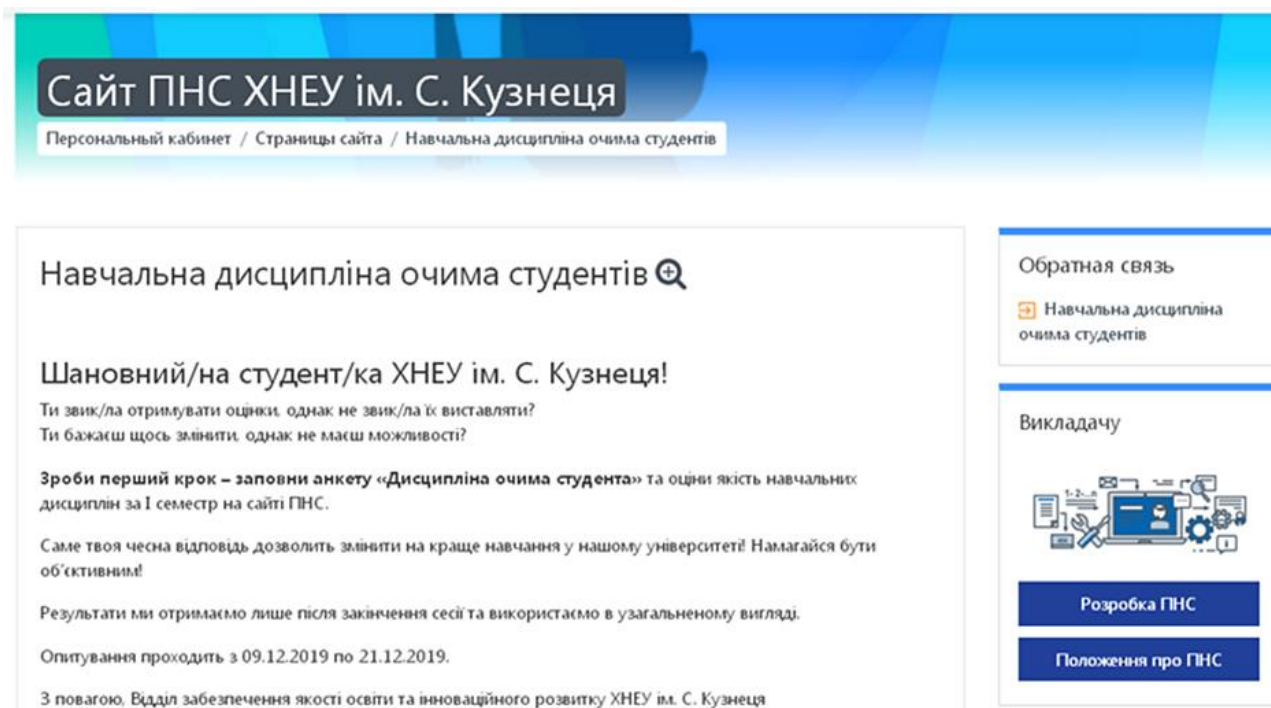 Сайт ПНС ХНЕУ ім. С. Кузнеця
Персональный кабинет / Страницы сайта / Навчальна дисципліна очима студентів
Навчальна дисципліна очима студентів
Шановний/на студент/ка ХНЕУ ім. С. Кузнеця!
Ти звик/ла отримувати оцінки, однак не звик/ла їх виставляти?
Ти бажаєш щось змінити, однак не маєш можливості?
Зроби перший крок – заповни анкету «Дисципліна очима студента» та оціни якість навчальних
дисциплін за І семестр на сайті ПНС.
Саме твоя чесна відповідь дозволить змінити на краще навчання у нашому університеті! Намагайся бути
об'єктивним!
Результати ми отримаємо лише після закінчення сесії та використаємо в узагальненому вигляді.
Опитування проходить з 09.12.2019 по 21.12.2019.
З повагою, Відділ забезпечення якості освіти та інноваційного розвитку ХНЕУ ім. С. Кузнеця
Обратная связь
Навчальна дисципліна
очима студентів
Викладачу
1-2-...n
Розробка ПНС
Положення про ПНС